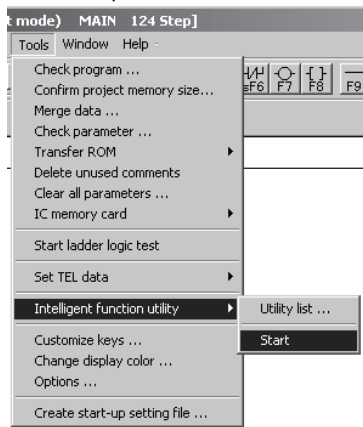 t mode) MAIN 124 Step]
Tools Window Help
Check program ...
Confirm project memory size...
Merge data ...
Check parameter ...
Transfer ROM
Delete unused comments
Clear all parameters ...
IC memory card
Start ladder logic test
Set TEL data
Intelligent function utility
Utility list ...
Start
Customize keys ...
Change display color ...
Options ...
Create start-up setting file ...
sF6 F7 F8 F9